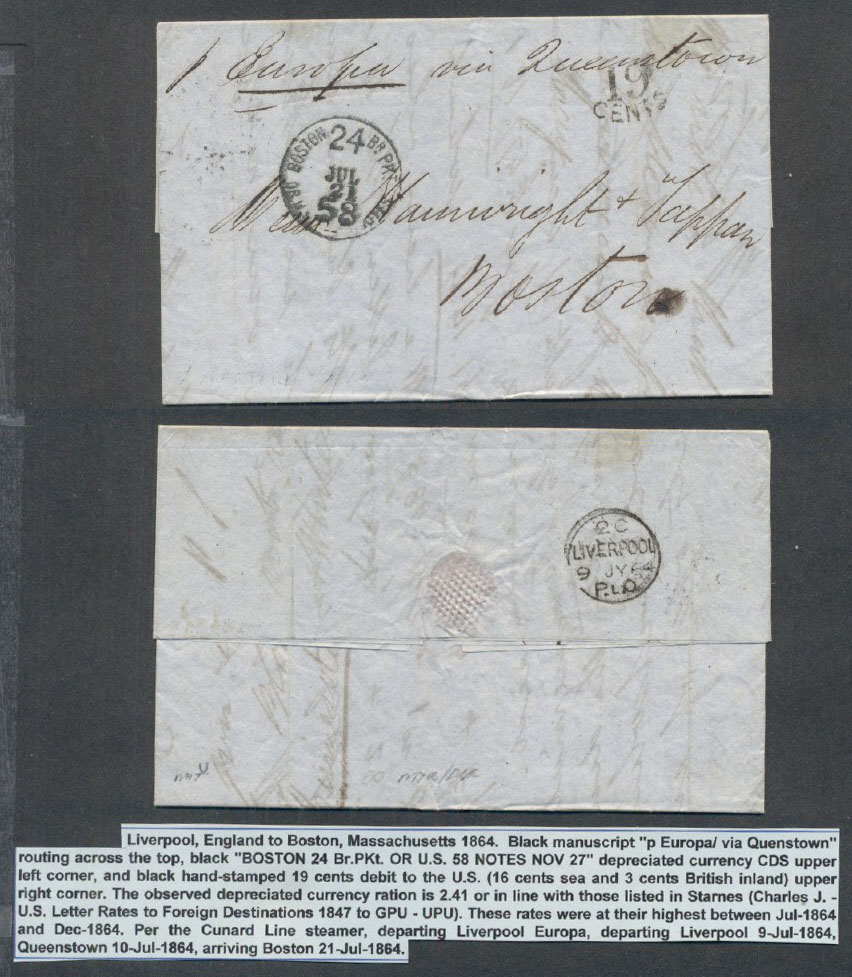 p Europa via Queenstown
19
CENTS
BOSTON 24 Br. PKt.
JUL
21
58
Wainwright & Tappan
Boston
2C
LIVERPOOL
9 JY 64
P.L.O
Liverpool, England to Boston, Massachusetts 1864. Black manuscript "p Europa/ via Quenstown"
routing across the top, black "BOSTON 24 Br.PKt. OR U.S. 58 NOTES NOV 27" depreciated currency CDS upper
left corner, and black hand-stamped 19 cents debit to the U.S. (16 cents sea and 3 cents British inland) upper
right corner. The observed depreciated currency ration is 2.41 or in line with those listed in Starnes (Charles J. -
U.S. Letter Rates to Foreign Destinations 1847 to GPU - UPU). These rates were at their highest between Jul-1864
and Dec-1864. Per the Cunard Line steamer, departing Liverpool Europa, departing Liverpool 9-Jul-1864,
Queenstown 10-Jul-1864, arriving Boston 21-Jul-1864.